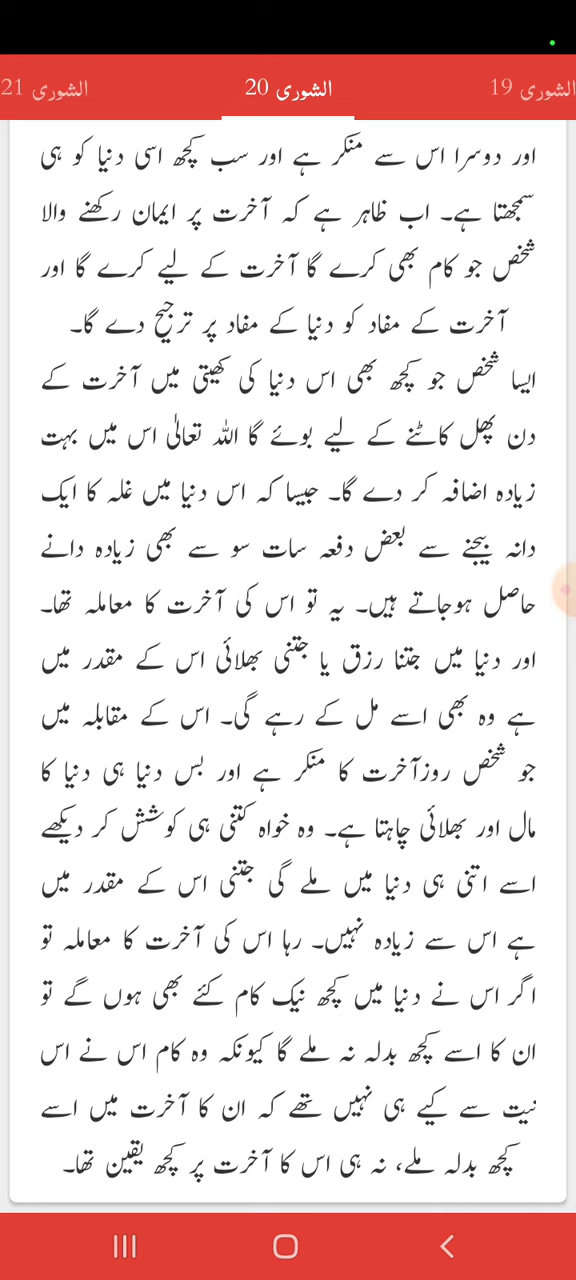 الشورى 19 الشورى 20 الشورى 21
اور دوسرا اس سے منکر ہے اور سب کچھ اسی دنیا کو ہی
سمجھتا ہے۔ اب ظاہر ہے کہ آخرت پر ایمان رکھنے والا
شخص جو کام بھی کرے گا آخرت کے لیے کرے گا اور
آخرت کے مفاد کو دنیا کے مفاد پر ترجیح دے گا۔
ایسا شخص جو کچھ بھی اس دنیا کی کھیتی میں آخرت کے
دن پھل کاٹنے کے لیے بوئے گا اللہ تعالیٰ اس میں بہت
زیادہ اضافہ کر دے گا۔ جیسا کہ اس دنیا میں غلہ کا ایک
دانہ بیجنے سے بعض دفعہ سات سو سے بھی زیادہ دانے
حاصل ہوجاتے ہیں۔ یہ تو اس کی آخرت کا معاملہ تھا۔
اور دنیا میں جتنا رزق یا جتنی بھلائی اس کے مقدر میں
ہے وہ بھی اسے مل کے رہے گی۔ اس کے مقابلہ میں
جو شخص روزآخرت کا منکر ہے اور بس دنیا ہی دنیا کا
مال اور بھلائی چاہتا ہے۔ وہ خواہ کتنی ہی کوشش کر دیکھے
اسے اتنی ہی دنیا میں ملے گی جتنی اس کے مقدر میں
ہے اس سے زیادہ نہیں۔ رہا اس کی آخرت کا معاملہ تو
اگر اس نے دنیا میں کچھ نیک کام کئے بھی ہوں گے تو
ان کا اسے کچھ بدلہ نہ ملے گا کیونکہ وہ کام اس نے اس
نیت سے کیے ہی نہیں تھے کہ ان کا آخرت میں اسے
کچھ بدلہ ملے، نہ ہی اس کا آخرت پر کچھ یقین تھا۔